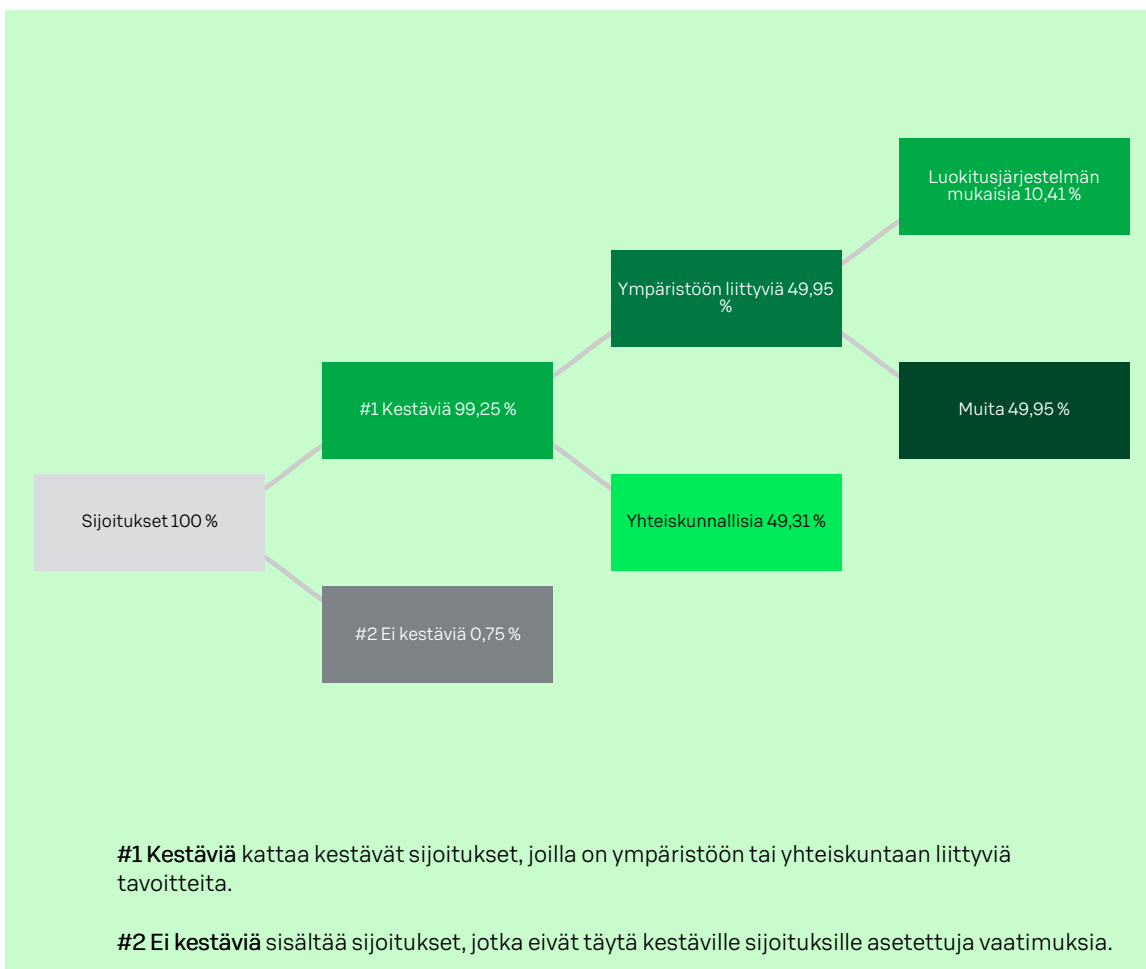 Luokitusjärjestelmän
mukaisia 10,41 %
Ympäristöön liittyviä 49,95
%
#1 Kestäviä 99,25 %
Muita 49,95 %
Sijoitukset 100 %
Yhteiskunnallisia 49,31 %
#2 Ei kestäviä 0,75 %
#1 Kestäviä kattaa kestävät sijoitukset, joilla on ympäristöön tai yhteiskuntaan liittyviä
tavoitteita.
#2 Ei kestäviä sisältää sijoitukset, jotka eivät täytä kestäville sijoituksille asetettuja vaatimuksia.